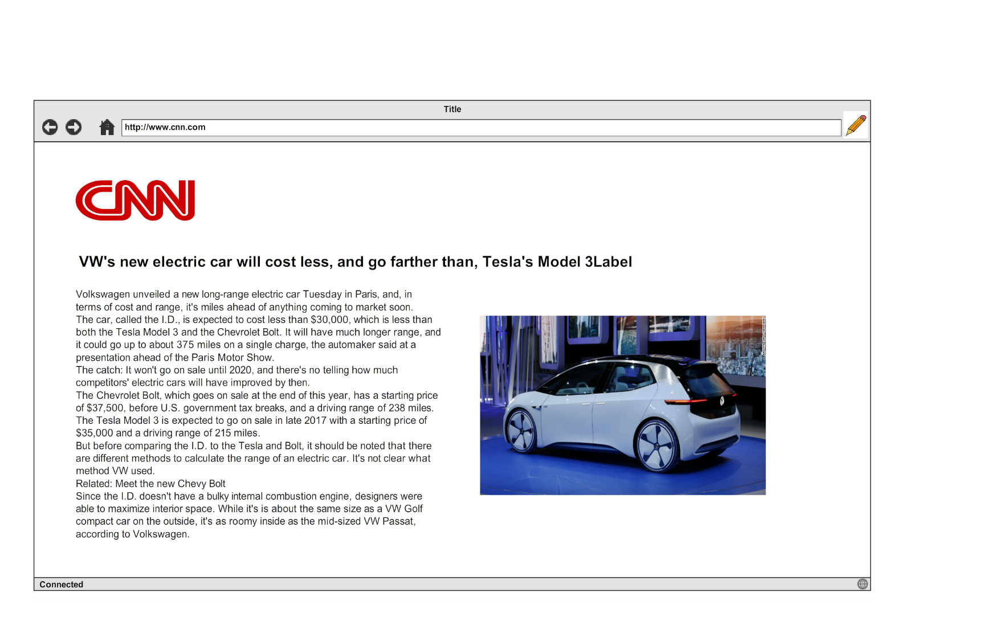 Title
http://www.cnn.com
CNN
VW's new electric car will cost less, and go farther than, Tesla's Model 3Label
Volkswagen unveiled a new long-range electric car Tuesday in Paris, and, in
terms of cost and range, it's miles ahead of anything coming to market soon.
The car, called the I.D., is expected to cost less than $30,000, which is less than
both the Tesla Model 3 and the Chevrolet Bolt. It will have much longer range, and
it could go up to about 375 miles on a single charge, the automaker said at a
presentation ahead of the Paris Motor Show.
The catch: It won't go on sale until 2020, and there's no telling how much
competitors' electric cars will have improved by then.
The Chevrolet Bolt, which goes on sale at the end of this year, has a starting price
of $37,500, before U.S. government tax breaks, and a driving range of 238 miles.
The Tesla Model 3 is expected to go on sale in late 2017 with a starting price of
$35,000 and a driving range of 215 miles.
But before comparing the I.D. to the Tesla and Bolt, it should be noted that there
are different methods to calculate the range of an electric car. It's not clear what
method VW used.
Related: Meet the new Chevy Bolt
Since the I.D. doesn't have a bulky internal combustion engine, designers were
able to maximize interior space. While it's is about the same size as a VW Golf
compact car on the outside, it's as roomy inside as the mid-sized VW Passat,
according to Volkswagen.
Connected